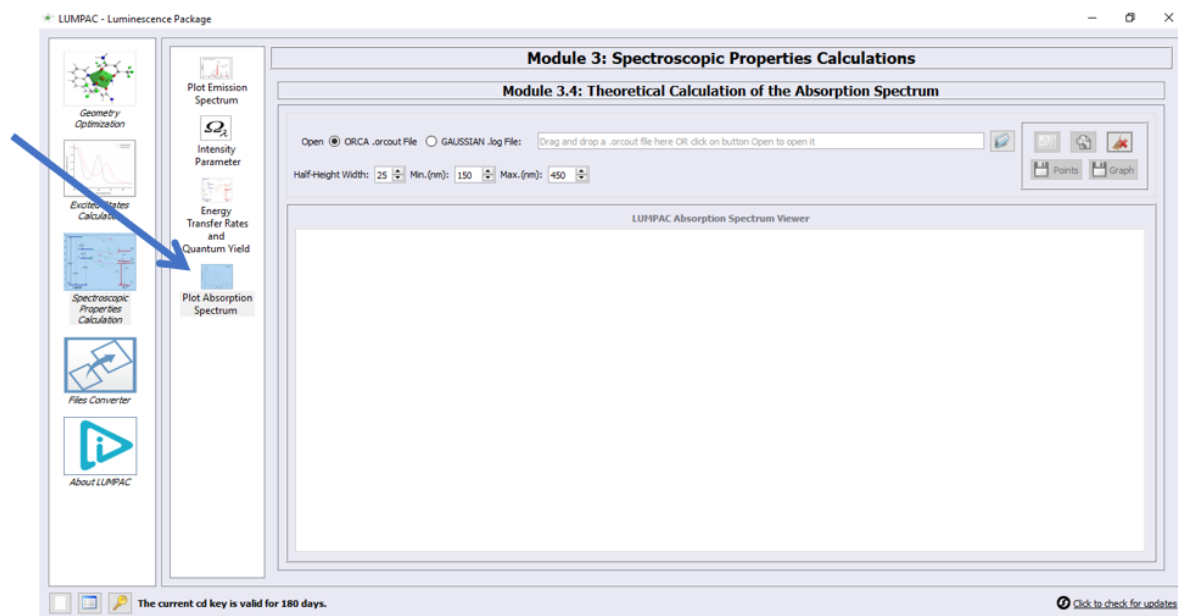 LUMPAC - Luminescence Package
Geometry
Optimization
Excited States
Calculation
Spectroscopic
Properties
Calculation
Files Converter
About LUMPAC
Plot Emission
Spectrum
Ωλ
Intensity
Parameter
Energy
Transfer Rates
and
Quantum Yield
Plot Absorption
Spectrum
Module 3: Spectroscopic Properties Calculations
Module 3.4: Theoretical Calculation of the Absorption Spectrum
Open ORCA .orcout File GAUSSIAN .log File: Drag and drop a .orcout file here OR click on button Open to open it
Half-Height Width: 25 Min.(nm): 150 Max.(nm): 450
Points Graph
LUMPAC Absorption Spectrum Viewer
The current cd key is valid for 180 days.
Click to check for updates